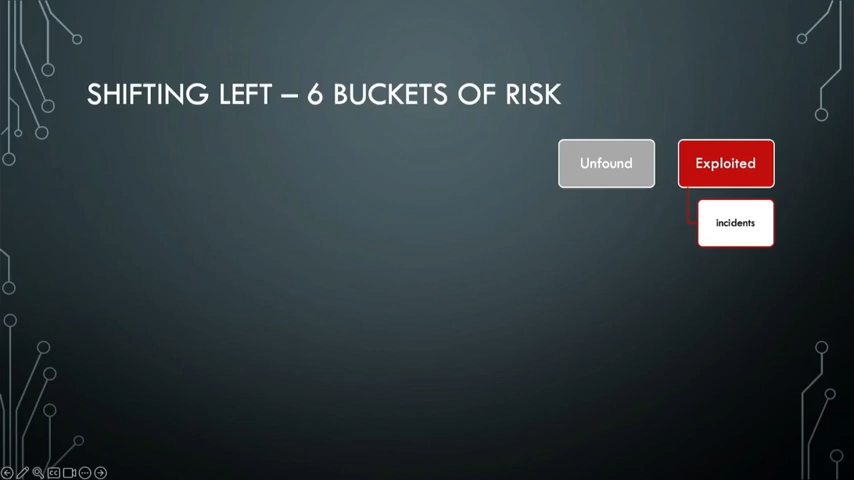 SHIFTING LEFT – 6 BUCKETS OF RISK
Unfound
Exploited
incidents